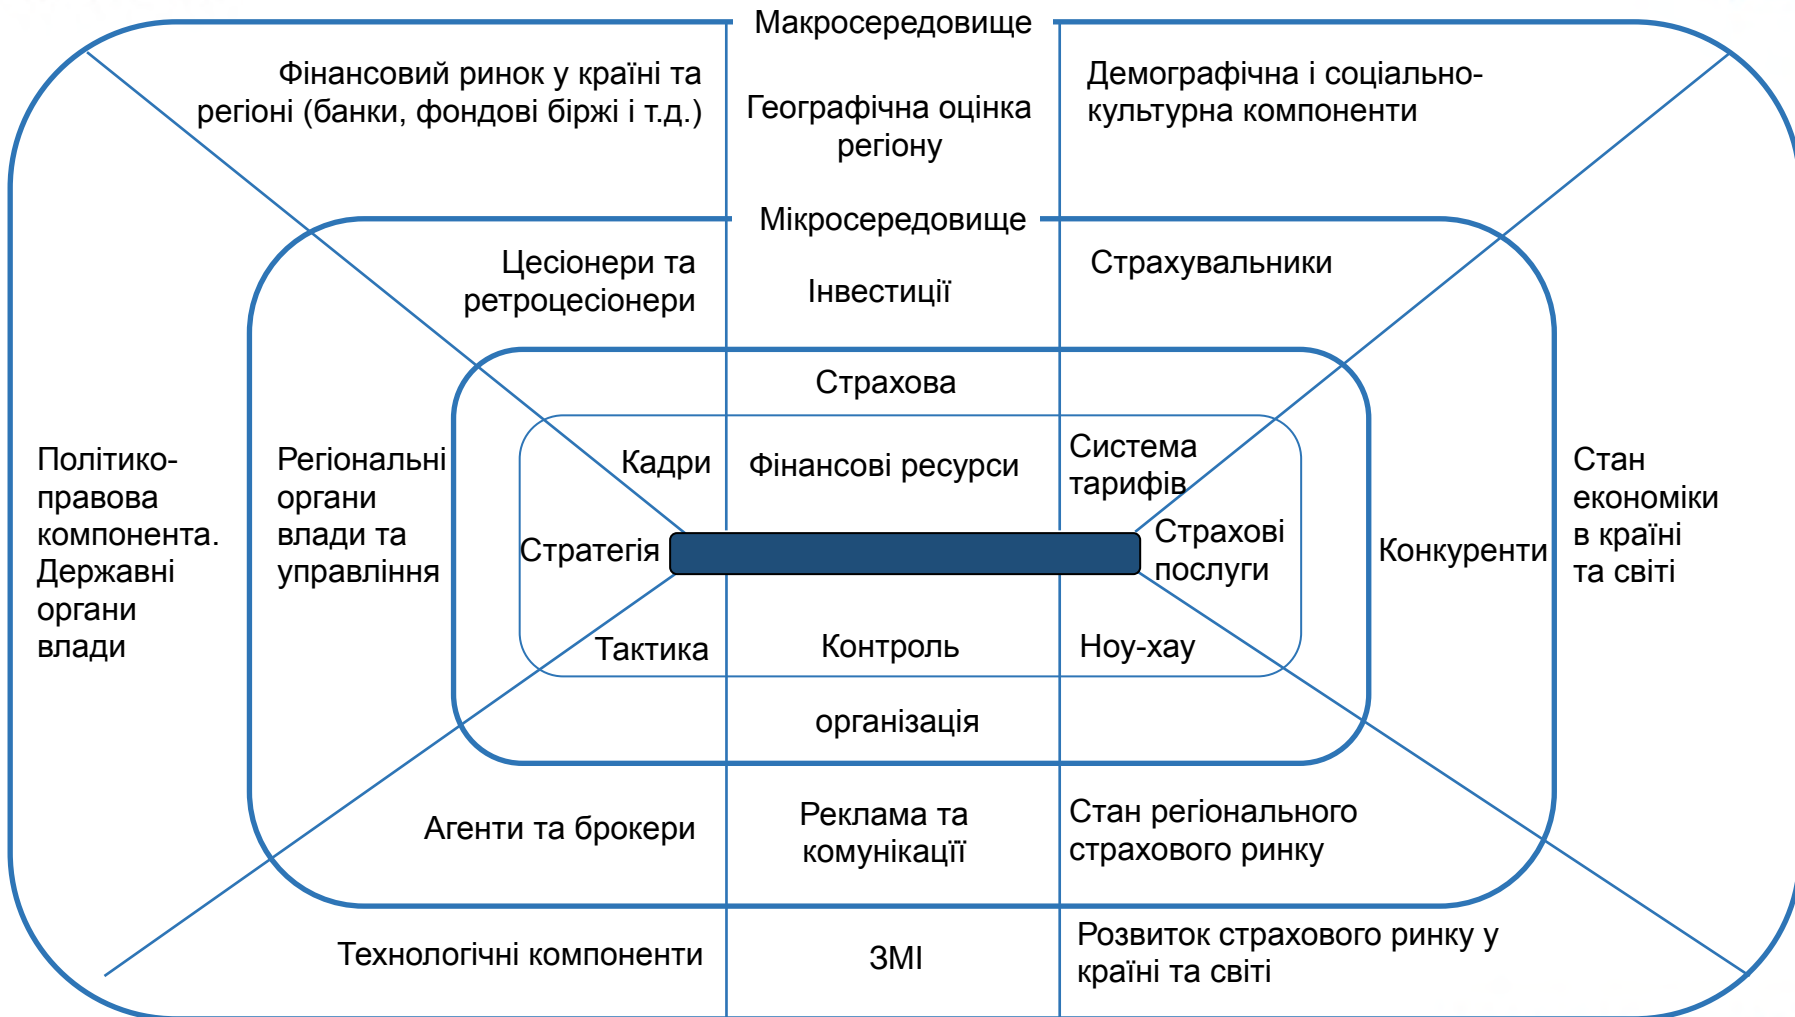 Макросередовище
Фінансовий ринок у країні та
регіоні (банки, фондові біржі і т.д.)
Географічна оцінка
регіону
Демографічна і соціально-
культурна компоненти
Мікросередовище
Цесіонери та
ретроцесіонери
Інвестиції
Страхувальники
Страхова
Політико-
правова
компонента.
Державні
органи
влади
Регіональні
органи
влади та
управління
Кадри
Фінансові ресурси
Система
тарифів
Стратегія
Страхові
послуги
Конкуренти
Стан
економіки
в країні
та світі
Тактика
Контроль
Ноу-хау
організація
Агенти та брокери
Реклама та
комунікації
Стан регіонального
страхового ринку
Технологічні компоненти
ЗМІ
Розвиток страхового ринку у
країні та світі